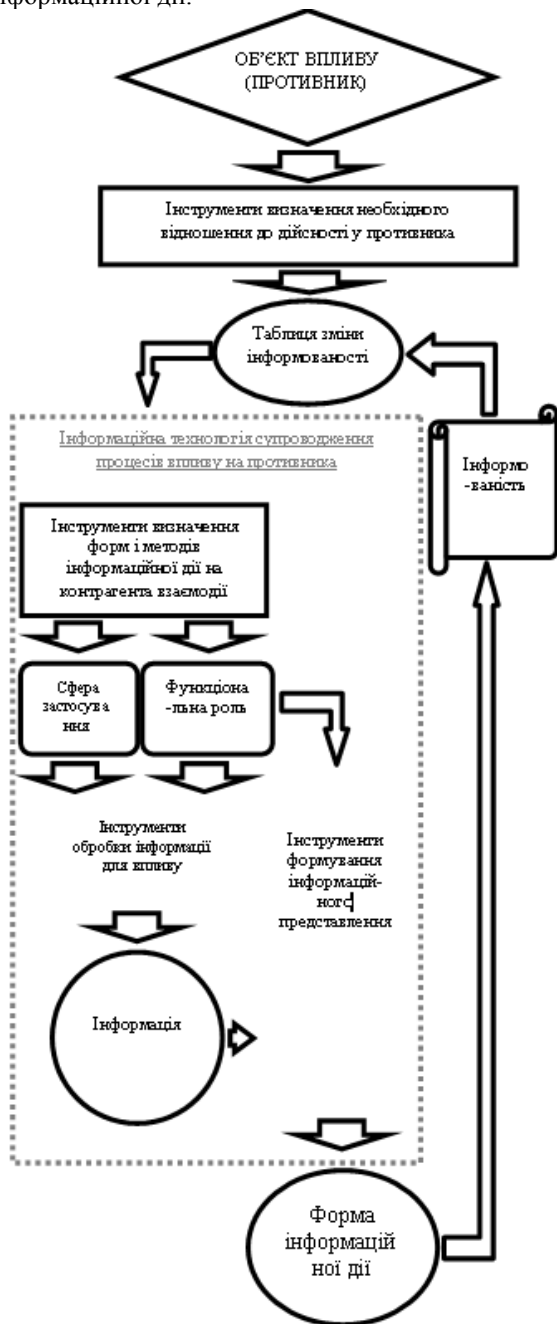 нформаційної дії.
ОБ’ЄКТ ВПЛИВУ
(ПРОТИВНИК)
Інструменти визначення необхідного
відношення до дійсності у противника
Таблиця зміни
інформованості
Інформаційна технологія супроводження
процесів впливу на противника
Інформо
-ваність
Інструменти визначення
форм і методів
інформаційної дії на
контрагента взаємодії
Сфера
застосува
ння
Функціона
-льна роль
Інструменти
обробки інформації
для впливу
Інструменти
формування
інформацій-
ного
представлення
Інформація
Форма
інформацій
ної дії